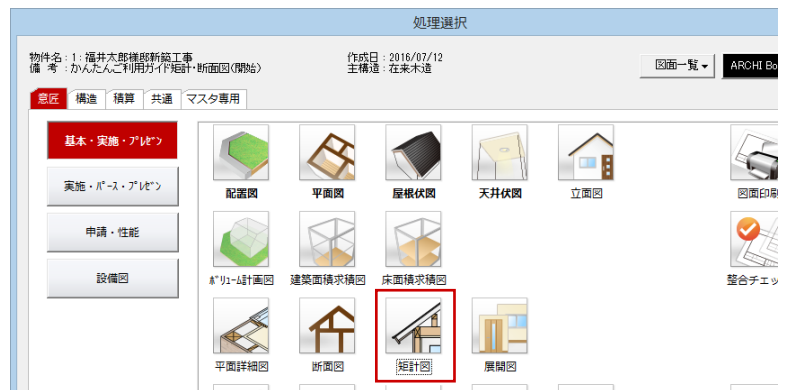 処理選択
物件名：1：福井太郎様邸新築工事
作成日：2016/07/12
備 考：かんたんご利用ガイド矩計・断面図(開始)
主構造：在来木造
図面一覧▼
ARCHI Bo
意匠 構造 積算 共通 マスタ専用
基本・実施・プレゼン
実施・パース・プレゼン
申請・性能
設備図
配置図 平面図 屋根伏図 天井伏図 立面図 図面印刷
ボリューム計画図 建築面積求積図 床面積求積図 整合チェッ
平面詳細図 断面図 矩計図 展開図